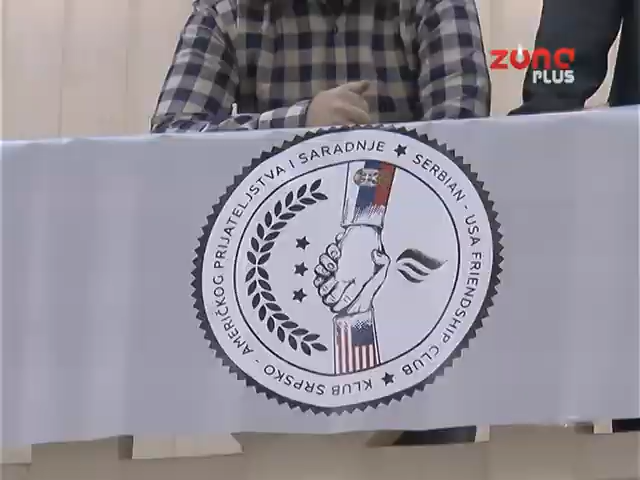 zona
PLUS
KLUB SRPSKO - AMERIČKOG PRIJATELJSTVA I SARADNJE ★ SERBIAN - USA FRIENDSHIP CLUB ★